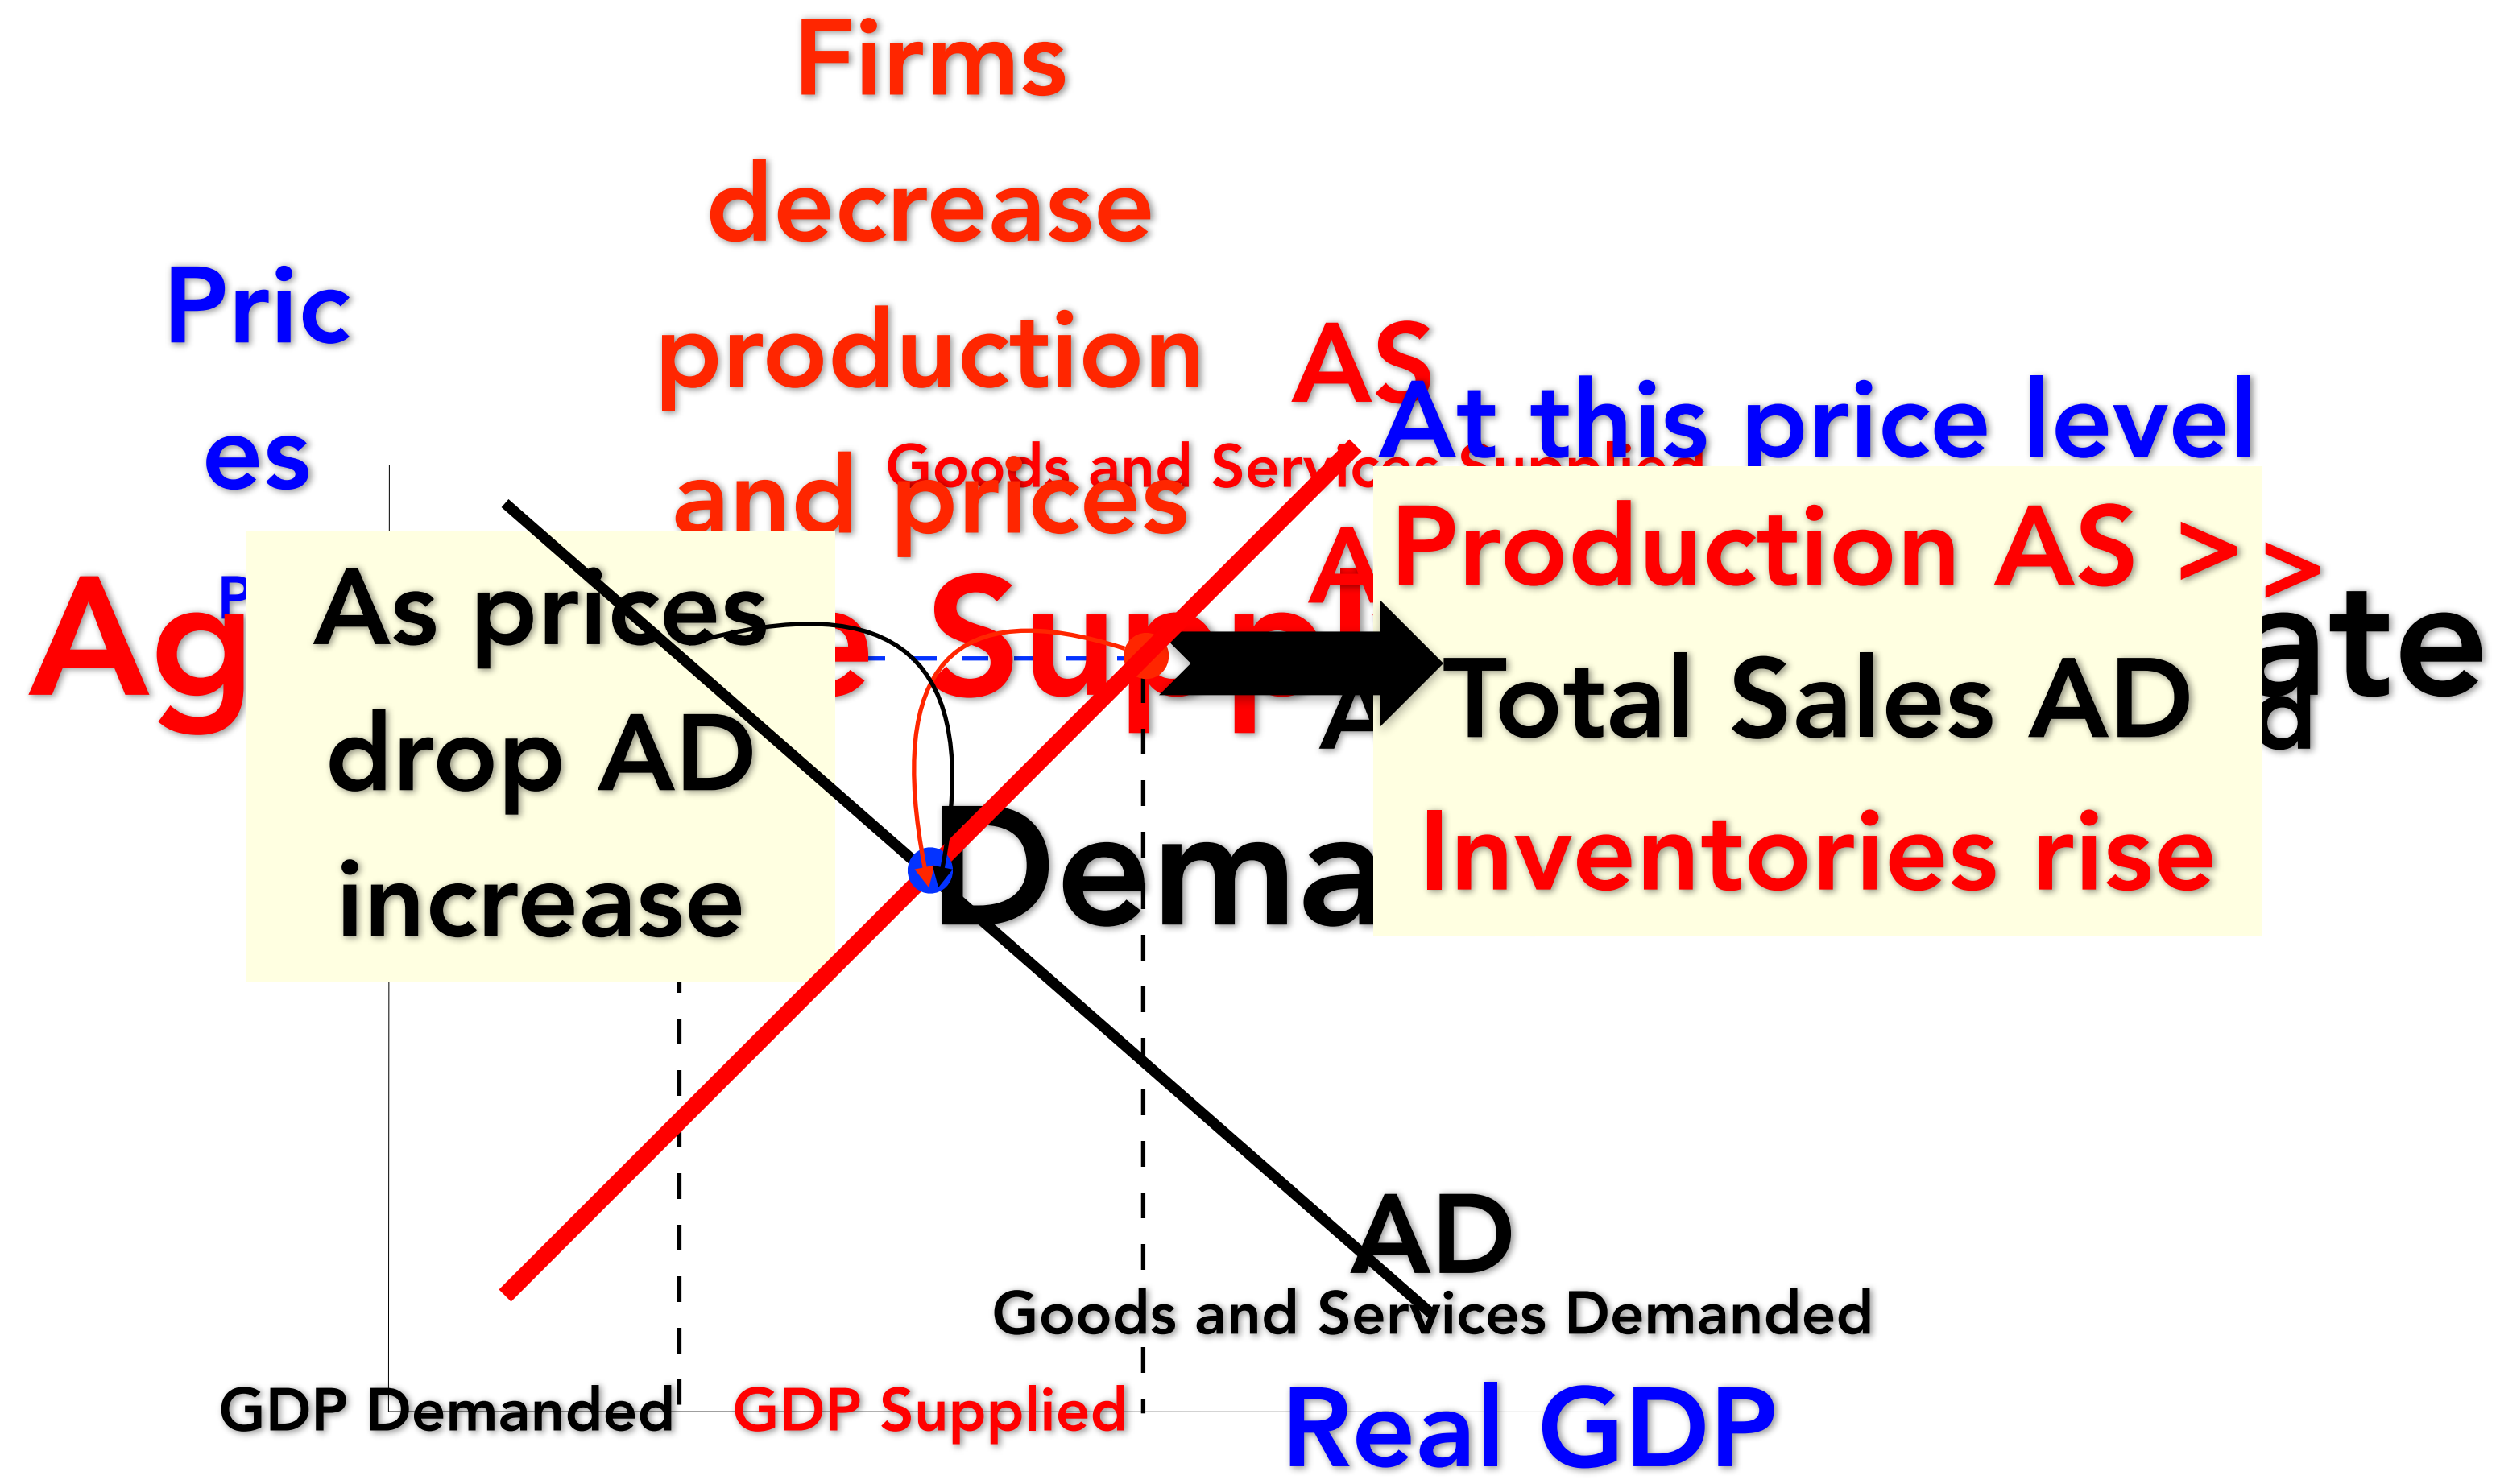 Firms
decrease
production
and prices
Pric
es
AS
Goods and Services Supplied
At this price level
Production AS >
Total Sales AD
Inventories rise
>
As prices
drop AD
increase
AD
Goods and Services Demanded
GDP Demanded
GDP Supplied
Real GDP